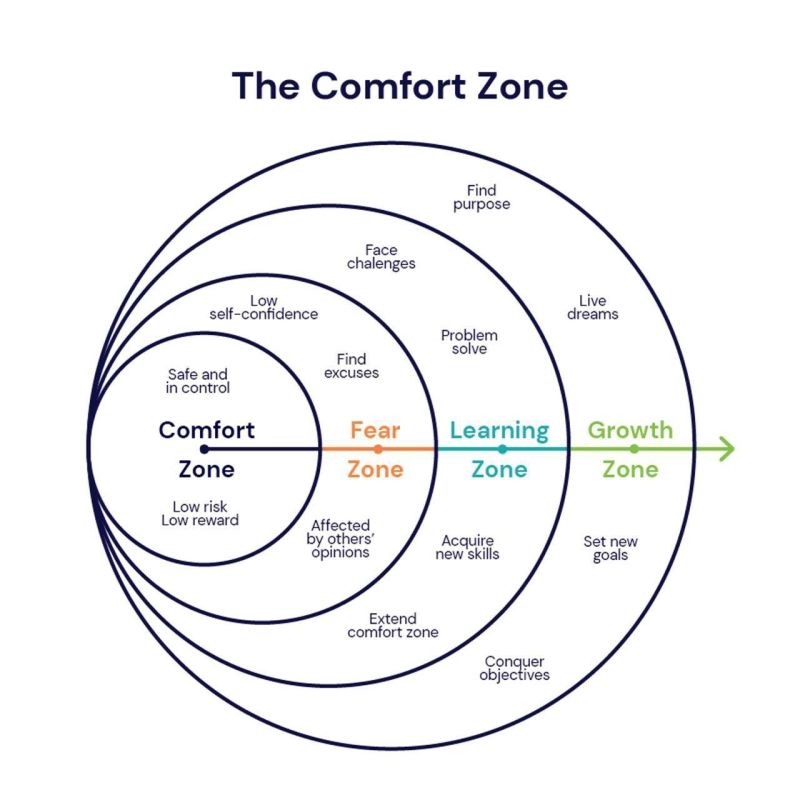 The Comfort Zone
Find
purpose
Face
chalenges
Low
self-confidence
Live
dreams
Problem
solve
Find
excuses
Safe and
in control
Comfort
Zone
Fear
Zone
Learning
Zone
Growth
Zone
Low risk
Low reward
Affected
by others’
opinions
Acquire
new skills
Set new
goals
Extend
comfort zone
Conquer
objectives